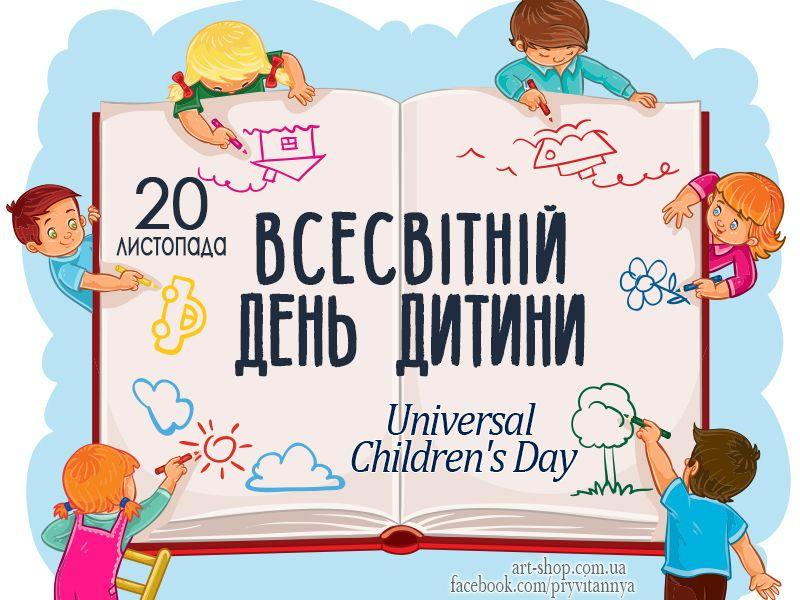 20
ЛИСТОПАДА
ВСЕСВІТНІЙ
ДЕНЬ ДИТИНИ
Universal
Children's Day
art-shop.com.ua
facebook.com/pryvitannya